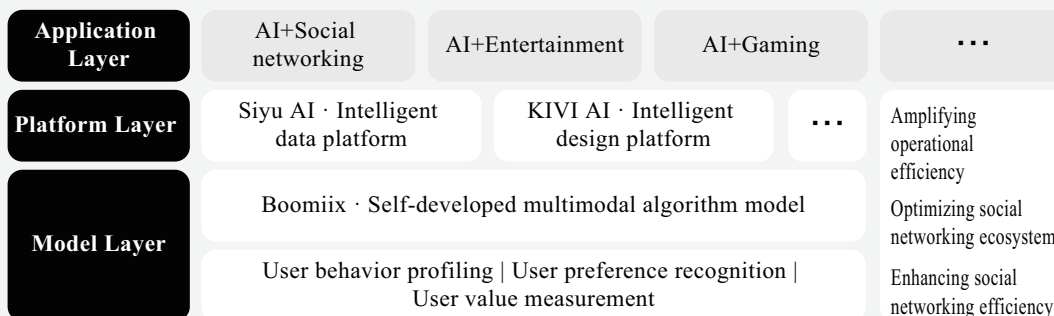 Application
Layer
AI+Social
networking
AI+Entertainment
AI+Gaming
...
Platform Layer
Siyu AI · Intelligent
data platform
KIVI AI · Intelligent
design platform
...
Model Layer
Boomiix · Self-developed multimodal algorithm model
User behavior profiling | User preference recognition |
User value measurement
Amplifying
operational
efficiency
Optimizing social
networking ecosystem
Enhancing social
networking efficiency